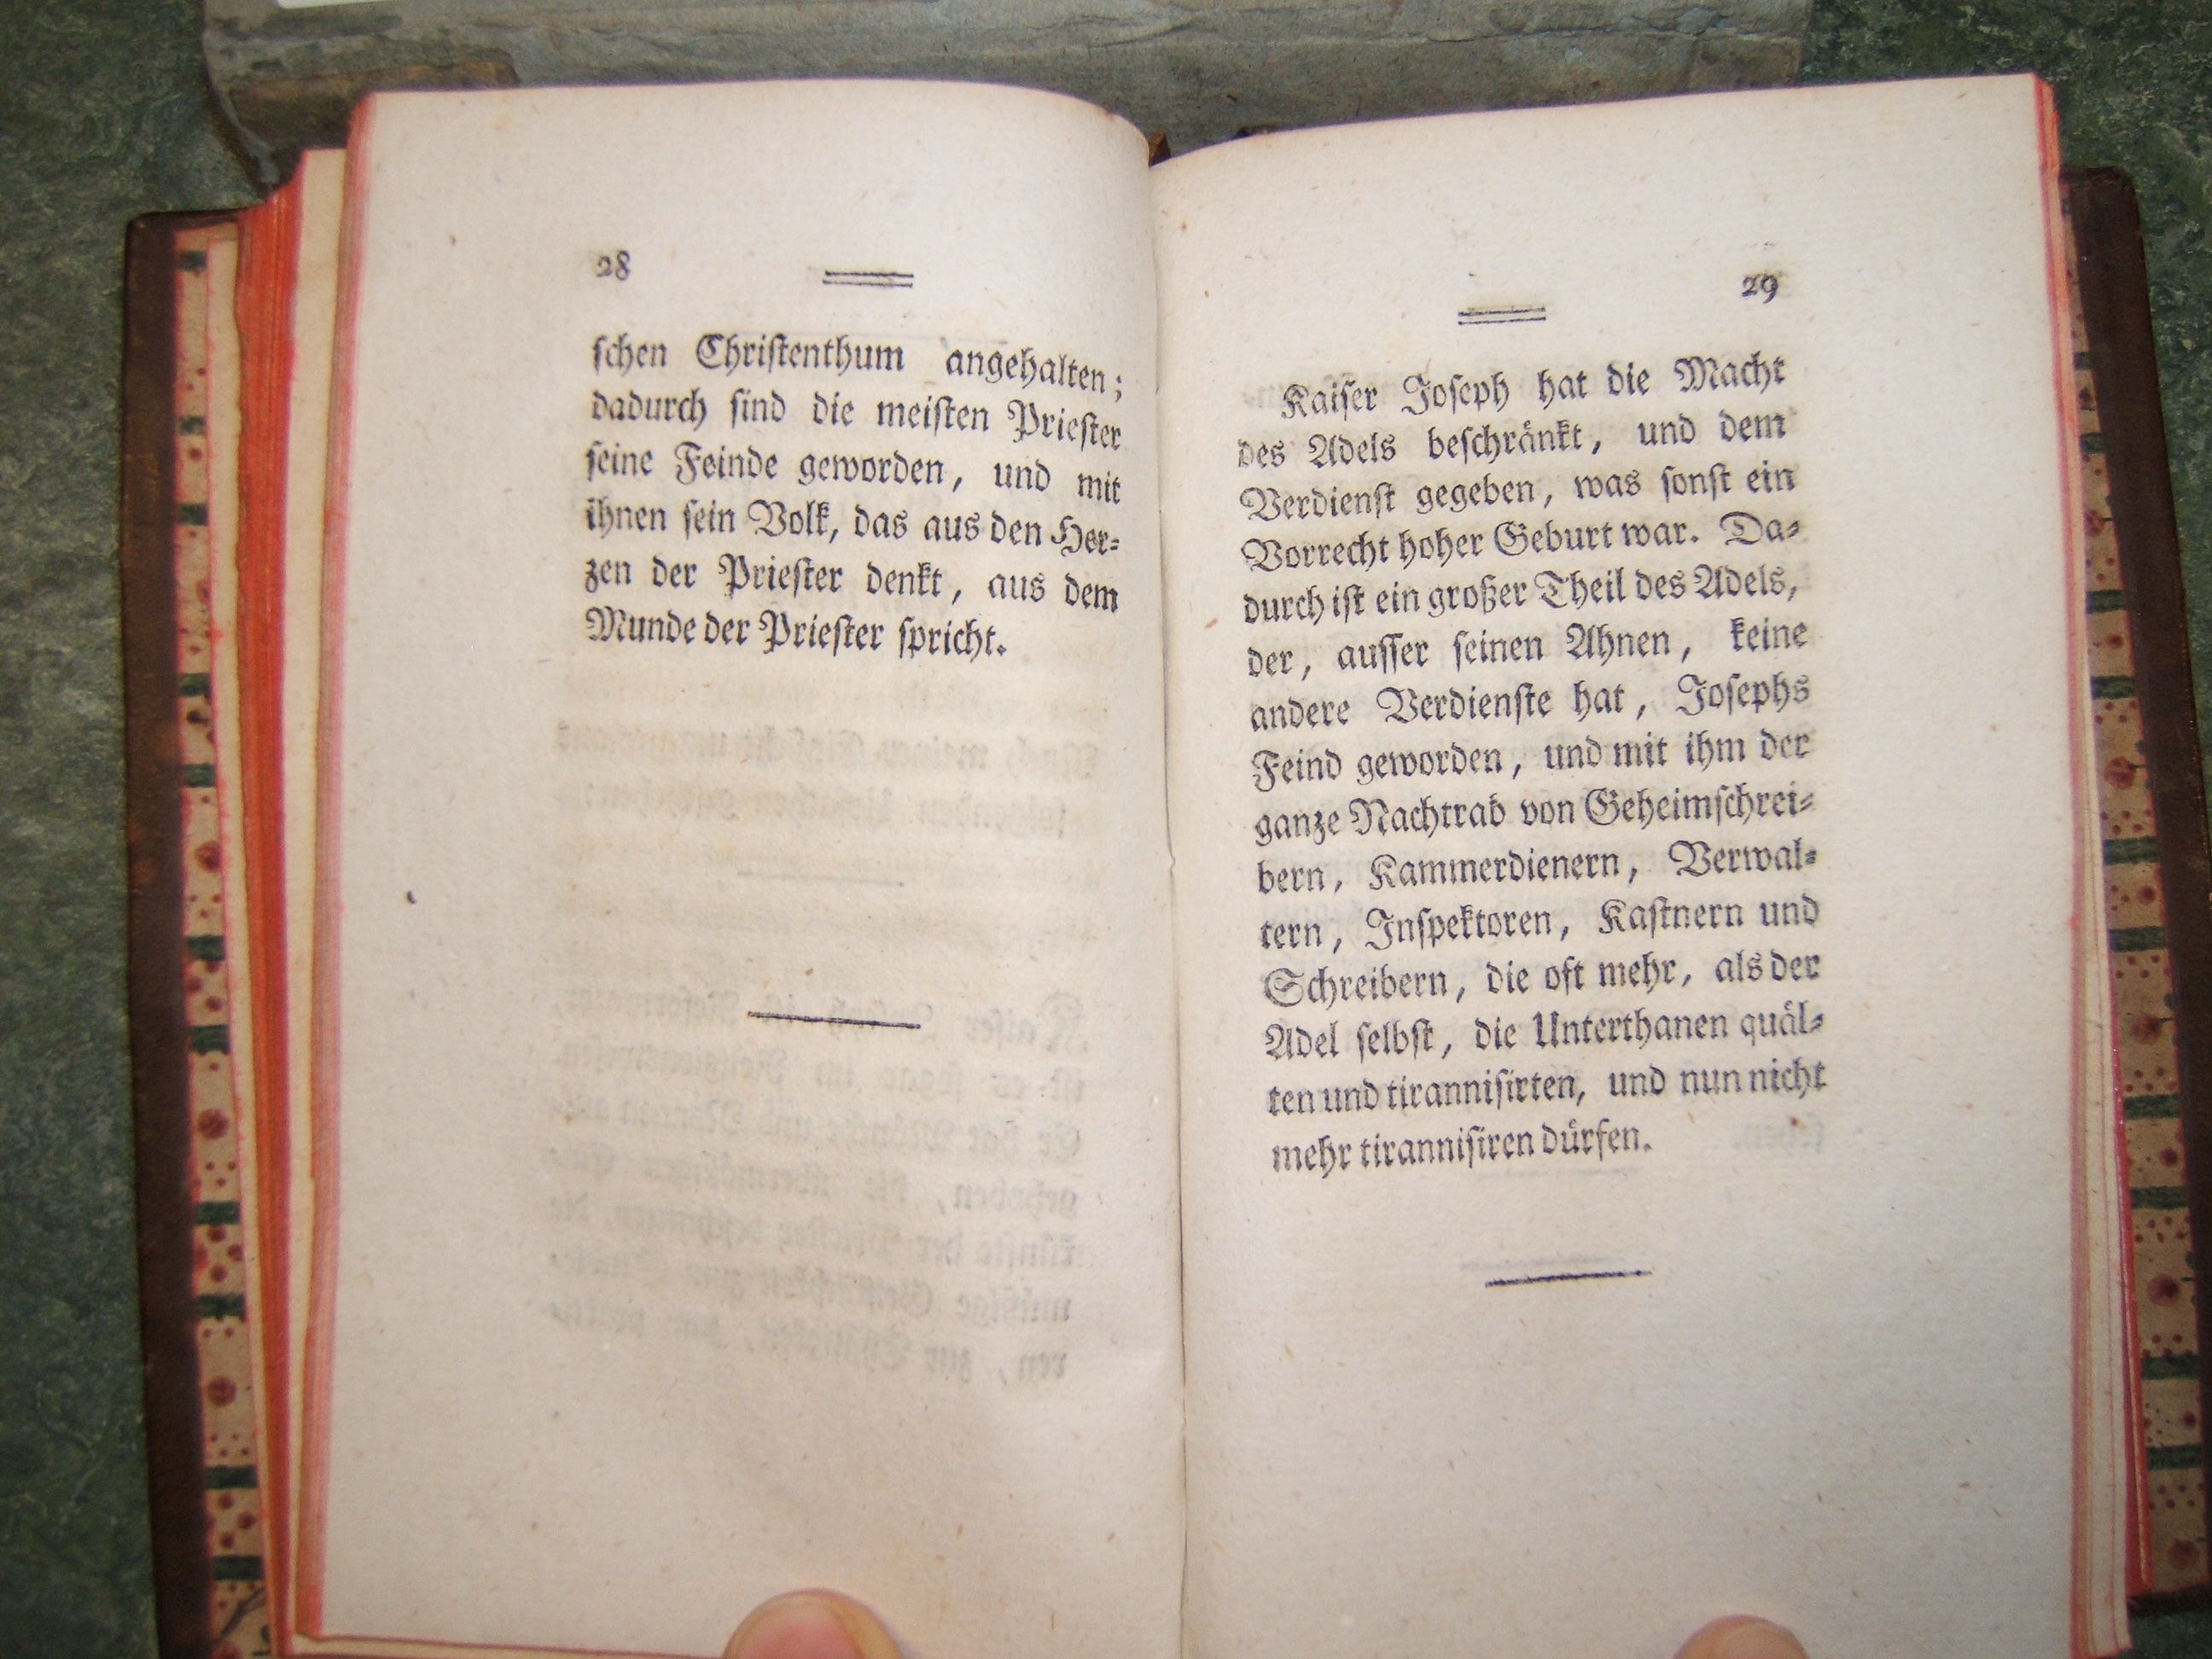 28
schen Christenthum angehalten;
dadurch sind die meisten Priester
seine Feinde geworden, und mit
ihnen sein Volk, das aus den Her=
zen der Priester denkt, aus dem
Munde der Priester spricht.
29
Kaiser Joseph hat die Macht
des Adels beschränkt, und dem
Verdienst gegeben, was sonst ein
Vorrecht hoher Geburt war. Da=
durch ist ein großer Theil des Adels,
der, ausser seinen Ahnen, keine
andere Verdienste hat, Josephs
Feind geworden, und mit ihm der
ganze Nachtrab von Geheimschrei=
bern, Kammerdienern, Verwal=
tern, Inspektoren, Kastnern und
Schreibern, die oft mehr, als der
Adel selbst, die Unterthanen quäl=
ten und tirannisirten, und nun nicht
mehr tirannisiren dürfen.